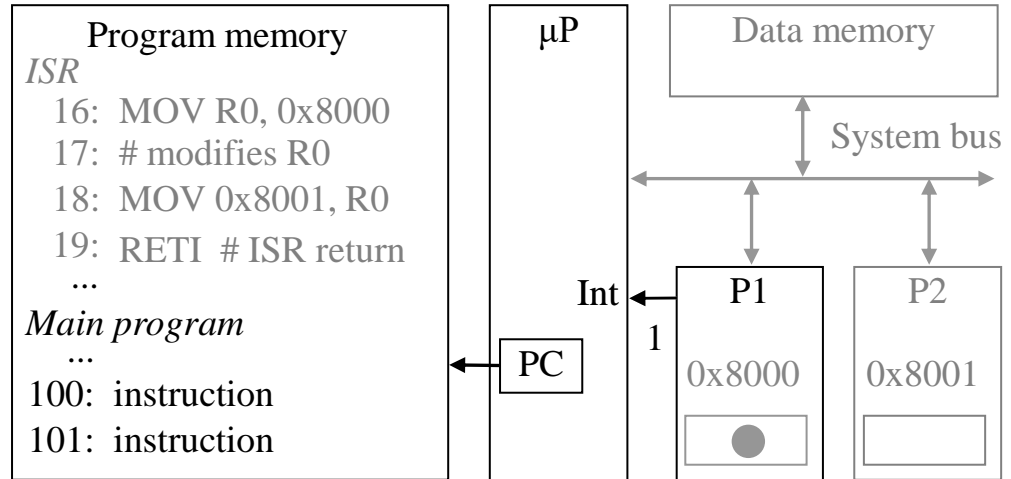 Program memory
ISR
16: MOV R0, 0x8000
17: # modifies R0
18: MOV 0x8001, R0
19: RETI # ISR return
...
Main program
...
100: instruction
101: instruction
μP
Int
PC
1
Data memory
System bus
P1
0x8000
P2
0x8001